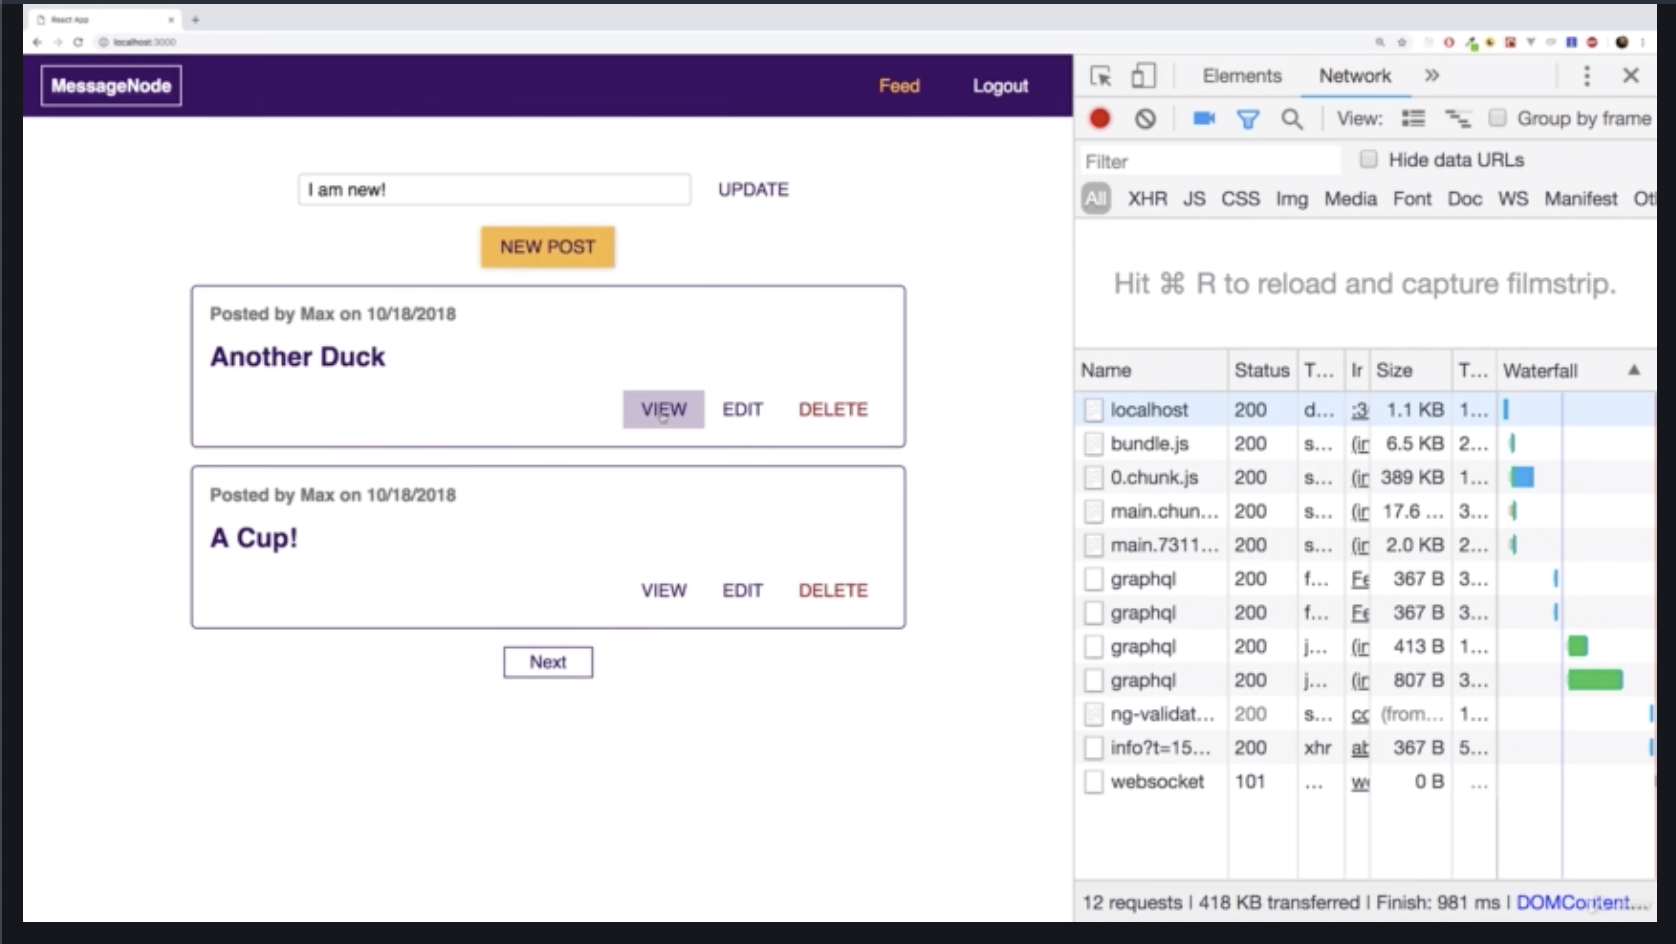 React App
localhost:3000
MessageNode
Feed
Logout
I am new!
UPDATE
NEW POST
Posted by Max on 10/18/2018
Another Duck
VIEW EDIT DELETE
Posted by Max on 10/18/2018
A Cup!
VIEW EDIT DELETE
Next
Elements Network
View: Group by frame
Filter Hide data URLs
All XHR JS CSS Img Media Font Doc WS Manifest Ot
Hit ⌘ R to reload and capture filmstrip.
Name Status T... Ir Size T... Waterfall
localhost 200 d... :3 1.1 KB 1...
bundle.js 200 s... (ir 6.5 KB 2...
0.chunk.js 200 s... (ir 389 KB 1...
main.chun... 200 s... (ir 17.6 ... 3...
main.7311... 200 s... (ir 2.0 KB 2...
graphql 200 f... Fe 367 B 3...
graphql 200 f... Fe 367 B 3...
graphql 200 j... (ir 413 B 1...
graphql 200 j... (ir 807 B 3...
ng-validat... 200 s... cc (from... 1...
info?t=15... 200 xhr ab 367 B 5...
websocket 101 ... we 0 B ...
12 requests | 418 KB transferred | Finish: 981 ms | DOMContent...